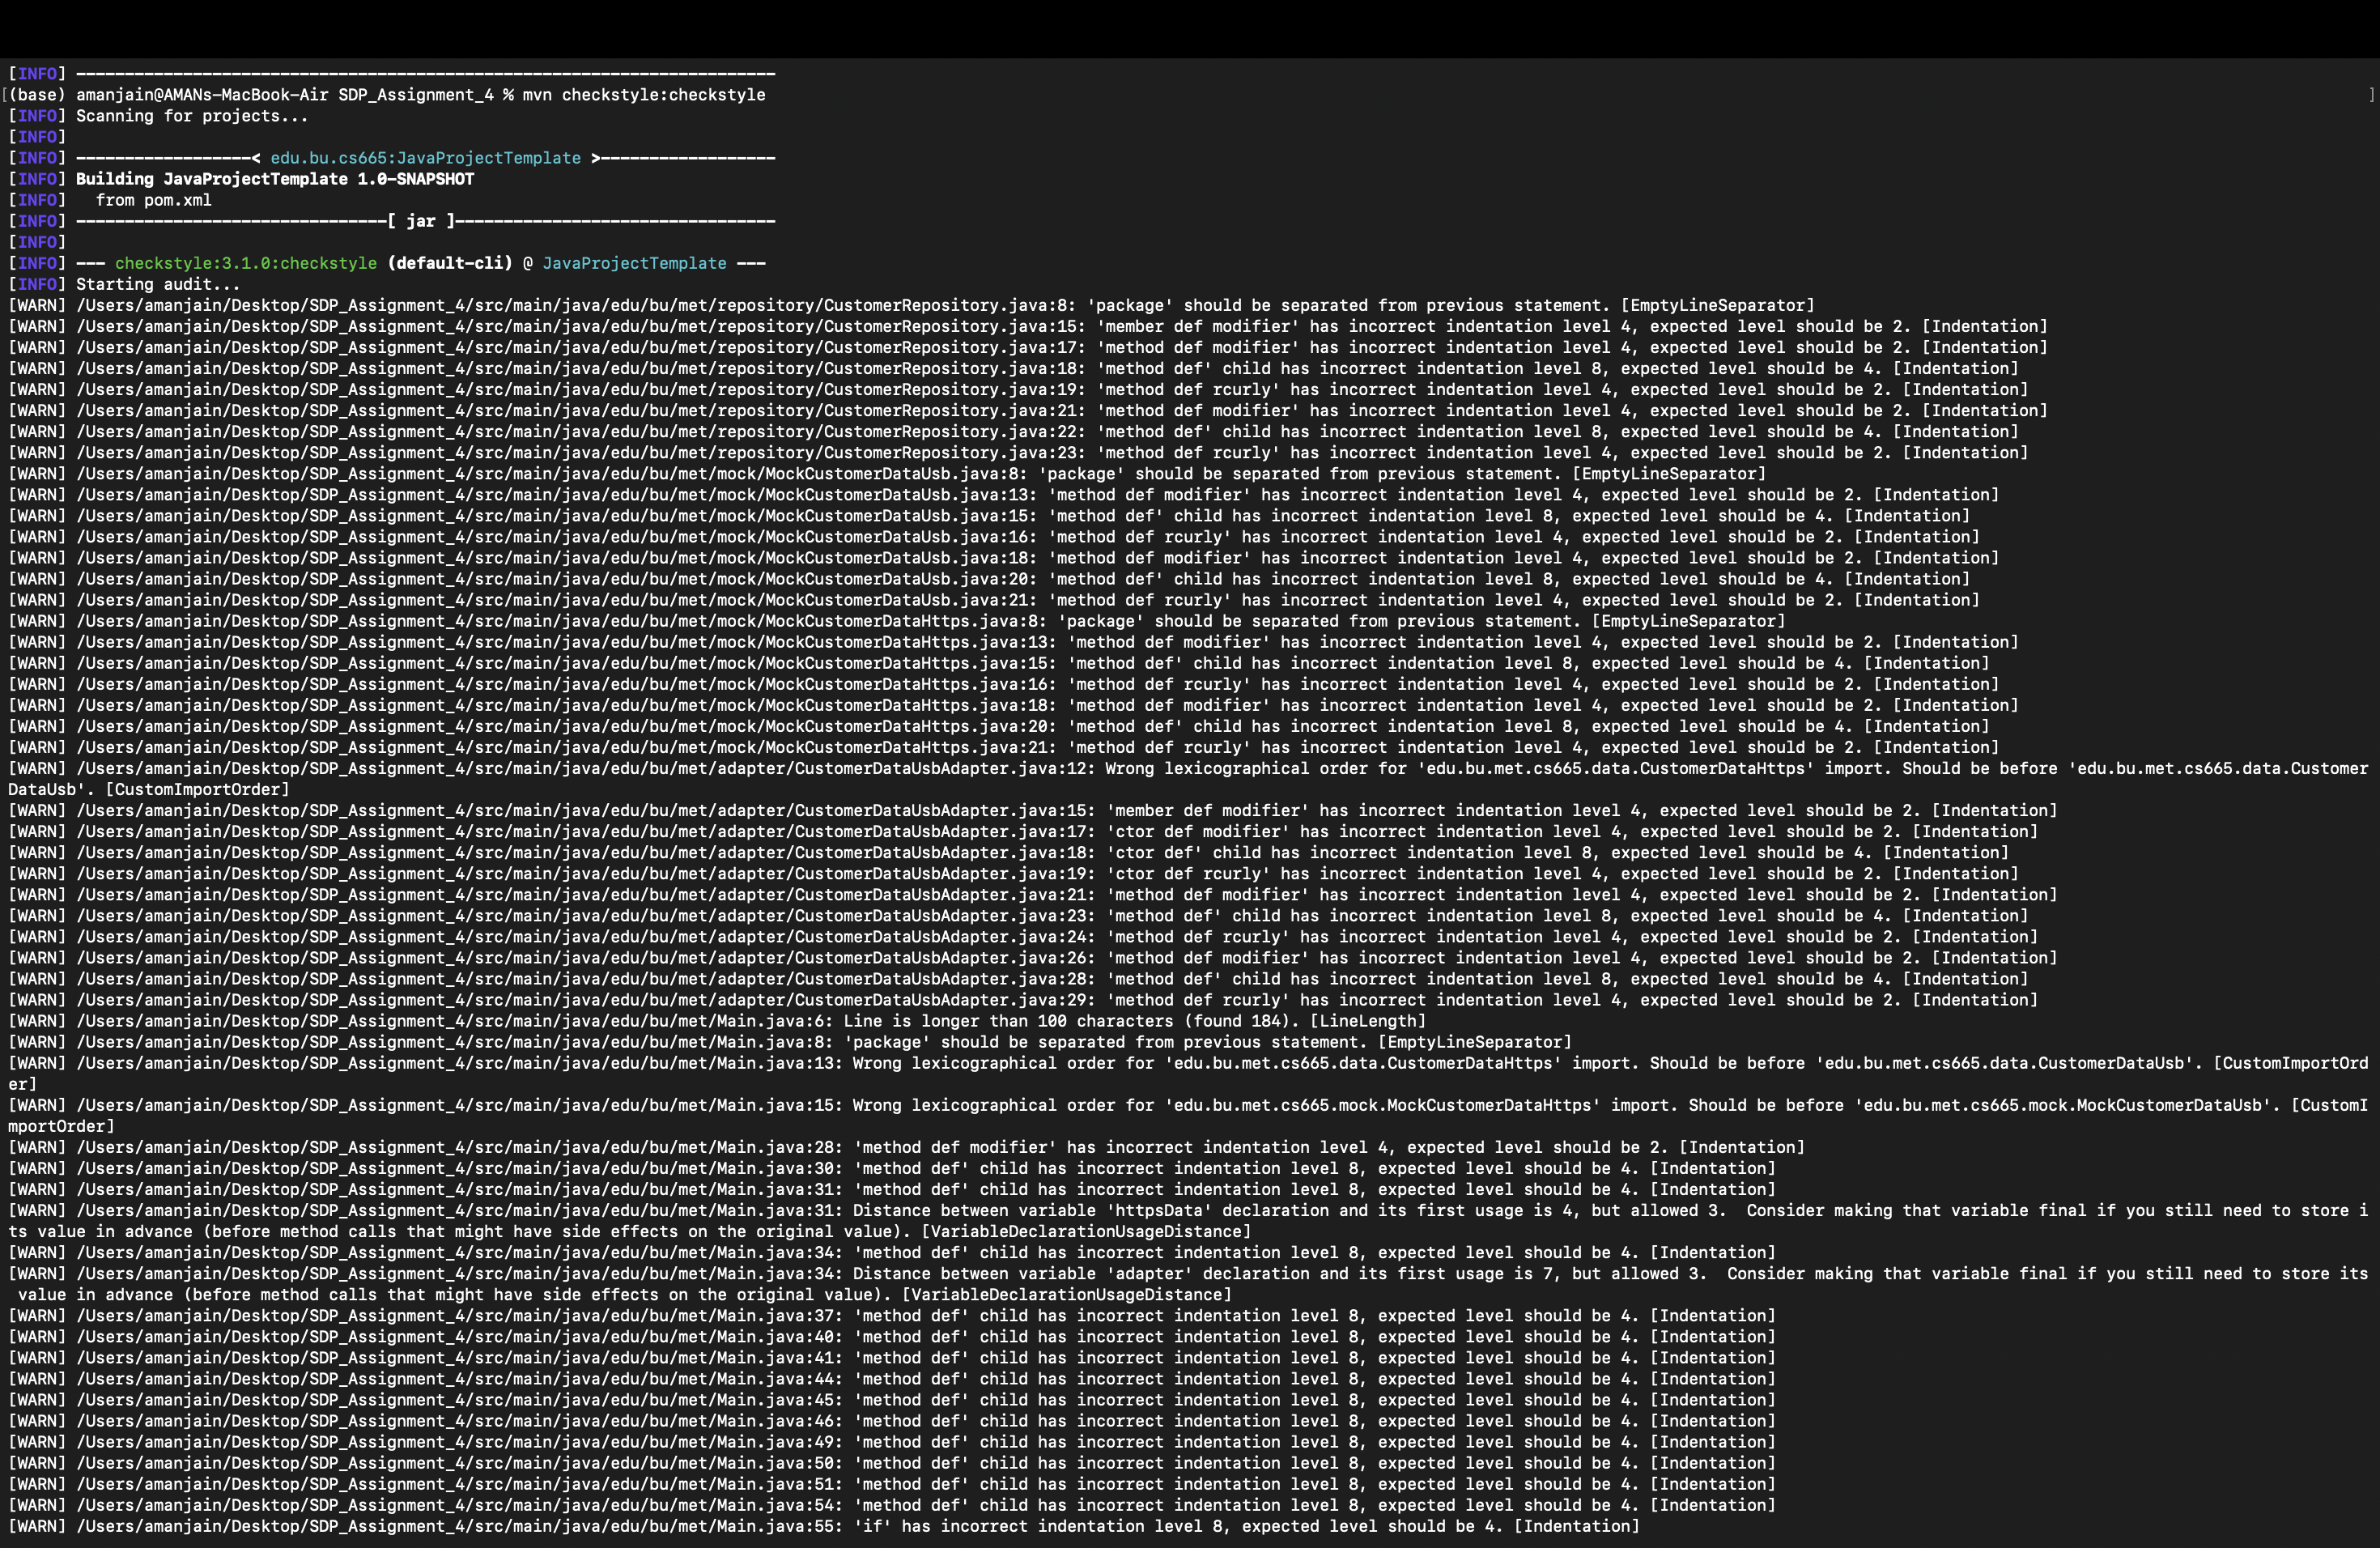 [INFO] ------------------------------------------------------------------------
[(base) amanjain@AMANs-MacBook-Air SDP_Assignment_4 % mvn checkstyle:checkstyle ]
[INFO] Scanning for projects...
[INFO]
[INFO] ------------------< edu.bu.cs665:JavaProjectTemplate >------------------
[INFO] Building JavaProjectTemplate 1.0-SNAPSHOT
[INFO]   from pom.xml
[INFO] --------------------------------[ jar ]---------------------------------
[INFO]
[INFO] --- checkstyle:3.1.0:checkstyle (default-cli) @ JavaProjectTemplate ---
[INFO] Starting audit...
[WARN] /Users/amanjain/Desktop/SDP_Assignment_4/src/main/java/edu/bu/met/repository/CustomerRepository.java:8: 'package' should be separated from previous statement. [EmptyLineSeparator]
[WARN] /Users/amanjain/Desktop/SDP_Assignment_4/src/main/java/edu/bu/met/repository/CustomerRepository.java:15: 'member def modifier' has incorrect indentation level 4, expected level should be 2. [Indentation]
[WARN] /Users/amanjain/Desktop/SDP_Assignment_4/src/main/java/edu/bu/met/repository/CustomerRepository.java:17: 'method def modifier' has incorrect indentation level 4, expected level should be 2. [Indentation]
[WARN] /Users/amanjain/Desktop/SDP_Assignment_4/src/main/java/edu/bu/met/repository/CustomerRepository.java:18: 'method def' child has incorrect indentation level 8, expected level should be 4. [Indentation]
[WARN] /Users/amanjain/Desktop/SDP_Assignment_4/src/main/java/edu/bu/met/repository/CustomerRepository.java:19: 'method def rcurly' has incorrect indentation level 4, expected level should be 2. [Indentation]
[WARN] /Users/amanjain/Desktop/SDP_Assignment_4/src/main/java/edu/bu/met/repository/CustomerRepository.java:21: 'method def modifier' has incorrect indentation level 4, expected level should be 2. [Indentation]
[WARN] /Users/amanjain/Desktop/SDP_Assignment_4/src/main/java/edu/bu/met/repository/CustomerRepository.java:22: 'method def' child has incorrect indentation level 8, expected level should be 4. [Indentation]
[WARN] /Users/amanjain/Desktop/SDP_Assignment_4/src/main/java/edu/bu/met/repository/CustomerRepository.java:23: 'method def rcurly' has incorrect indentation level 4, expected level should be 2. [Indentation]
[WARN] /Users/amanjain/Desktop/SDP_Assignment_4/src/main/java/edu/bu/met/mock/MockCustomerDataUsb.java:8: 'package' should be separated from previous statement. [EmptyLineSeparator]
[WARN] /Users/amanjain/Desktop/SDP_Assignment_4/src/main/java/edu/bu/met/mock/MockCustomerDataUsb.java:13: 'method def modifier' has incorrect indentation level 4, expected level should be 2. [Indentation]
[WARN] /Users/amanjain/Desktop/SDP_Assignment_4/src/main/java/edu/bu/met/mock/MockCustomerDataUsb.java:15: 'method def' child has incorrect indentation level 8, expected level should be 4. [Indentation]
[WARN] /Users/amanjain/Desktop/SDP_Assignment_4/src/main/java/edu/bu/met/mock/MockCustomerDataUsb.java:16: 'method def rcurly' has incorrect indentation level 4, expected level should be 2. [Indentation]
[WARN] /Users/amanjain/Desktop/SDP_Assignment_4/src/main/java/edu/bu/met/mock/MockCustomerDataUsb.java:18: 'method def modifier' has incorrect indentation level 4, expected level should be 2. [Indentation]
[WARN] /Users/amanjain/Desktop/SDP_Assignment_4/src/main/java/edu/bu/met/mock/MockCustomerDataUsb.java:20: 'method def' child has incorrect indentation level 8, expected level should be 4. [Indentation]
[WARN] /Users/amanjain/Desktop/SDP_Assignment_4/src/main/java/edu/bu/met/mock/MockCustomerDataUsb.java:21: 'method def rcurly' has incorrect indentation level 4, expected level should be 2. [Indentation]
[WARN] /Users/amanjain/Desktop/SDP_Assignment_4/src/main/java/edu/bu/met/mock/MockCustomerDataHttps.java:8: 'package' should be separated from previous statement. [EmptyLineSeparator]
[WARN] /Users/amanjain/Desktop/SDP_Assignment_4/src/main/java/edu/bu/met/mock/MockCustomerDataHttps.java:13: 'method def modifier' has incorrect indentation level 4, expected level should be 2. [Indentation]
[WARN] /Users/amanjain/Desktop/SDP_Assignment_4/src/main/java/edu/bu/met/mock/MockCustomerDataHttps.java:15: 'method def' child has incorrect indentation level 8, expected level should be 4. [Indentation]
[WARN] /Users/amanjain/Desktop/SDP_Assignment_4/src/main/java/edu/bu/met/mock/MockCustomerDataHttps.java:16: 'method def rcurly' has incorrect indentation level 4, expected level should be 2. [Indentation]
[WARN] /Users/amanjain/Desktop/SDP_Assignment_4/src/main/java/edu/bu/met/mock/MockCustomerDataHttps.java:18: 'method def modifier' has incorrect indentation level 4, expected level should be 2. [Indentation]
[WARN] /Users/amanjain/Desktop/SDP_Assignment_4/src/main/java/edu/bu/met/mock/MockCustomerDataHttps.java:20: 'method def' child has incorrect indentation level 8, expected level should be 4. [Indentation]
[WARN] /Users/amanjain/Desktop/SDP_Assignment_4/src/main/java/edu/bu/met/mock/MockCustomerDataHttps.java:21: 'method def rcurly' has incorrect indentation level 4, expected level should be 2. [Indentation]
[WARN] /Users/amanjain/Desktop/SDP_Assignment_4/src/main/java/edu/bu/met/adapter/CustomerDataUsbAdapter.java:12: Wrong lexicographical order for 'edu.bu.met.cs665.data.CustomerDataHttps' import. Should be before 'edu.bu.met.cs665.data.Customer
DataUsb'. [CustomImportOrder]
[WARN] /Users/amanjain/Desktop/SDP_Assignment_4/src/main/java/edu/bu/met/adapter/CustomerDataUsbAdapter.java:15: 'member def modifier' has incorrect indentation level 4, expected level should be 2. [Indentation]
[WARN] /Users/amanjain/Desktop/SDP_Assignment_4/src/main/java/edu/bu/met/adapter/CustomerDataUsbAdapter.java:17: 'ctor def modifier' has incorrect indentation level 4, expected level should be 2. [Indentation]
[WARN] /Users/amanjain/Desktop/SDP_Assignment_4/src/main/java/edu/bu/met/adapter/CustomerDataUsbAdapter.java:18: 'ctor def' child has incorrect indentation level 8, expected level should be 4. [Indentation]
[WARN] /Users/amanjain/Desktop/SDP_Assignment_4/src/main/java/edu/bu/met/adapter/CustomerDataUsbAdapter.java:19: 'ctor def rcurly' has incorrect indentation level 4, expected level should be 2. [Indentation]
[WARN] /Users/amanjain/Desktop/SDP_Assignment_4/src/main/java/edu/bu/met/adapter/CustomerDataUsbAdapter.java:21: 'method def modifier' has incorrect indentation level 4, expected level should be 2. [Indentation]
[WARN] /Users/amanjain/Desktop/SDP_Assignment_4/src/main/java/edu/bu/met/adapter/CustomerDataUsbAdapter.java:23: 'method def' child has incorrect indentation level 8, expected level should be 4. [Indentation]
[WARN] /Users/amanjain/Desktop/SDP_Assignment_4/src/main/java/edu/bu/met/adapter/CustomerDataUsbAdapter.java:24: 'method def rcurly' has incorrect indentation level 4, expected level should be 2. [Indentation]
[WARN] /Users/amanjain/Desktop/SDP_Assignment_4/src/main/java/edu/bu/met/adapter/CustomerDataUsbAdapter.java:26: 'method def modifier' has incorrect indentation level 4, expected level should be 2. [Indentation]
[WARN] /Users/amanjain/Desktop/SDP_Assignment_4/src/main/java/edu/bu/met/adapter/CustomerDataUsbAdapter.java:28: 'method def' child has incorrect indentation level 8, expected level should be 4. [Indentation]
[WARN] /Users/amanjain/Desktop/SDP_Assignment_4/src/main/java/edu/bu/met/adapter/CustomerDataUsbAdapter.java:29: 'method def rcurly' has incorrect indentation level 4, expected level should be 2. [Indentation]
[WARN] /Users/amanjain/Desktop/SDP_Assignment_4/src/main/java/edu/bu/met/Main.java:6: Line is longer than 100 characters (found 184). [LineLength]
[WARN] /Users/amanjain/Desktop/SDP_Assignment_4/src/main/java/edu/bu/met/Main.java:8: 'package' should be separated from previous statement. [EmptyLineSeparator]
[WARN] /Users/amanjain/Desktop/SDP_Assignment_4/src/main/java/edu/bu/met/Main.java:13: Wrong lexicographical order for 'edu.bu.met.cs665.data.CustomerDataHttps' import. Should be before 'edu.bu.met.cs665.data.CustomerDataUsb'. [CustomImportOrd
er]
[WARN] /Users/amanjain/Desktop/SDP_Assignment_4/src/main/java/edu/bu/met/Main.java:15: Wrong lexicographical order for 'edu.bu.met.cs665.mock.MockCustomerDataHttps' import. Should be before 'edu.bu.met.cs665.mock.MockCustomerDataUsb'. [CustomI
mportOrder]
[WARN] /Users/amanjain/Desktop/SDP_Assignment_4/src/main/java/edu/bu/met/Main.java:28: 'method def modifier' has incorrect indentation level 4, expected level should be 2. [Indentation]
[WARN] /Users/amanjain/Desktop/SDP_Assignment_4/src/main/java/edu/bu/met/Main.java:30: 'method def' child has incorrect indentation level 8, expected level should be 4. [Indentation]
[WARN] /Users/amanjain/Desktop/SDP_Assignment_4/src/main/java/edu/bu/met/Main.java:31: 'method def' child has incorrect indentation level 8, expected level should be 4. [Indentation]
[WARN] /Users/amanjain/Desktop/SDP_Assignment_4/src/main/java/edu/bu/met/Main.java:31: Distance between variable 'httpsData' declaration and its first usage is 4, but allowed 3.  Consider making that variable final if you still need to store i
ts value in advance (before method calls that might have side effects on the original value). [VariableDeclarationUsageDistance]
[WARN] /Users/amanjain/Desktop/SDP_Assignment_4/src/main/java/edu/bu/met/Main.java:34: 'method def' child has incorrect indentation level 8, expected level should be 4. [Indentation]
[WARN] /Users/amanjain/Desktop/SDP_Assignment_4/src/main/java/edu/bu/met/Main.java:34: Distance between variable 'adapter' declaration and its first usage is 7, but allowed 3.  Consider making that variable final if you still need to store its
 value in advance (before method calls that might have side effects on the original value). [VariableDeclarationUsageDistance]
[WARN] /Users/amanjain/Desktop/SDP_Assignment_4/src/main/java/edu/bu/met/Main.java:37: 'method def' child has incorrect indentation level 8, expected level should be 4. [Indentation]
[WARN] /Users/amanjain/Desktop/SDP_Assignment_4/src/main/java/edu/bu/met/Main.java:40: 'method def' child has incorrect indentation level 8, expected level should be 4. [Indentation]
[WARN] /Users/amanjain/Desktop/SDP_Assignment_4/src/main/java/edu/bu/met/Main.java:41: 'method def' child has incorrect indentation level 8, expected level should be 4. [Indentation]
[WARN] /Users/amanjain/Desktop/SDP_Assignment_4/src/main/java/edu/bu/met/Main.java:44: 'method def' child has incorrect indentation level 8, expected level should be 4. [Indentation]
[WARN] /Users/amanjain/Desktop/SDP_Assignment_4/src/main/java/edu/bu/met/Main.java:45: 'method def' child has incorrect indentation level 8, expected level should be 4. [Indentation]
[WARN] /Users/amanjain/Desktop/SDP_Assignment_4/src/main/java/edu/bu/met/Main.java:46: 'method def' child has incorrect indentation level 8, expected level should be 4. [Indentation]
[WARN] /Users/amanjain/Desktop/SDP_Assignment_4/src/main/java/edu/bu/met/Main.java:49: 'method def' child has incorrect indentation level 8, expected level should be 4. [Indentation]
[WARN] /Users/amanjain/Desktop/SDP_Assignment_4/src/main/java/edu/bu/met/Main.java:50: 'method def' child has incorrect indentation level 8, expected level should be 4. [Indentation]
[WARN] /Users/amanjain/Desktop/SDP_Assignment_4/src/main/java/edu/bu/met/Main.java:51: 'method def' child has incorrect indentation level 8, expected level should be 4. [Indentation]
[WARN] /Users/amanjain/Desktop/SDP_Assignment_4/src/main/java/edu/bu/met/Main.java:54: 'method def' child has incorrect indentation level 8, expected level should be 4. [Indentation]
[WARN] /Users/amanjain/Desktop/SDP_Assignment_4/src/main/java/edu/bu/met/Main.java:55: 'if' has incorrect indentation level 8, expected level should be 4. [Indentation]